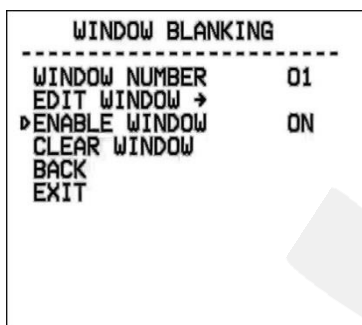 WINDOW BLANKING
-----------------------
WINDOW NUMBER 01
EDIT WINDOW →
▷ENABLE WINDOW ON
CLEAR WINDOW
BACK
EXIT